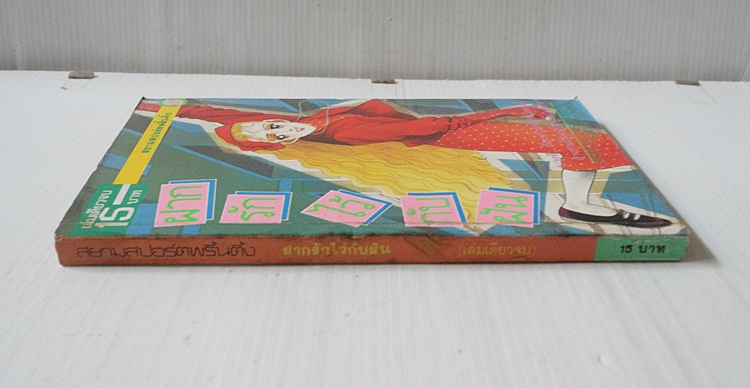 เล่มเดียวจบ
15 บาท
ฝาก
รัก
ไว้
กับ
ฝัน
สยามสปอร์ตพริ้นติ้ง ฝากรักไว้กับฝัน (เล่มเดียวจบ) 15 บาท